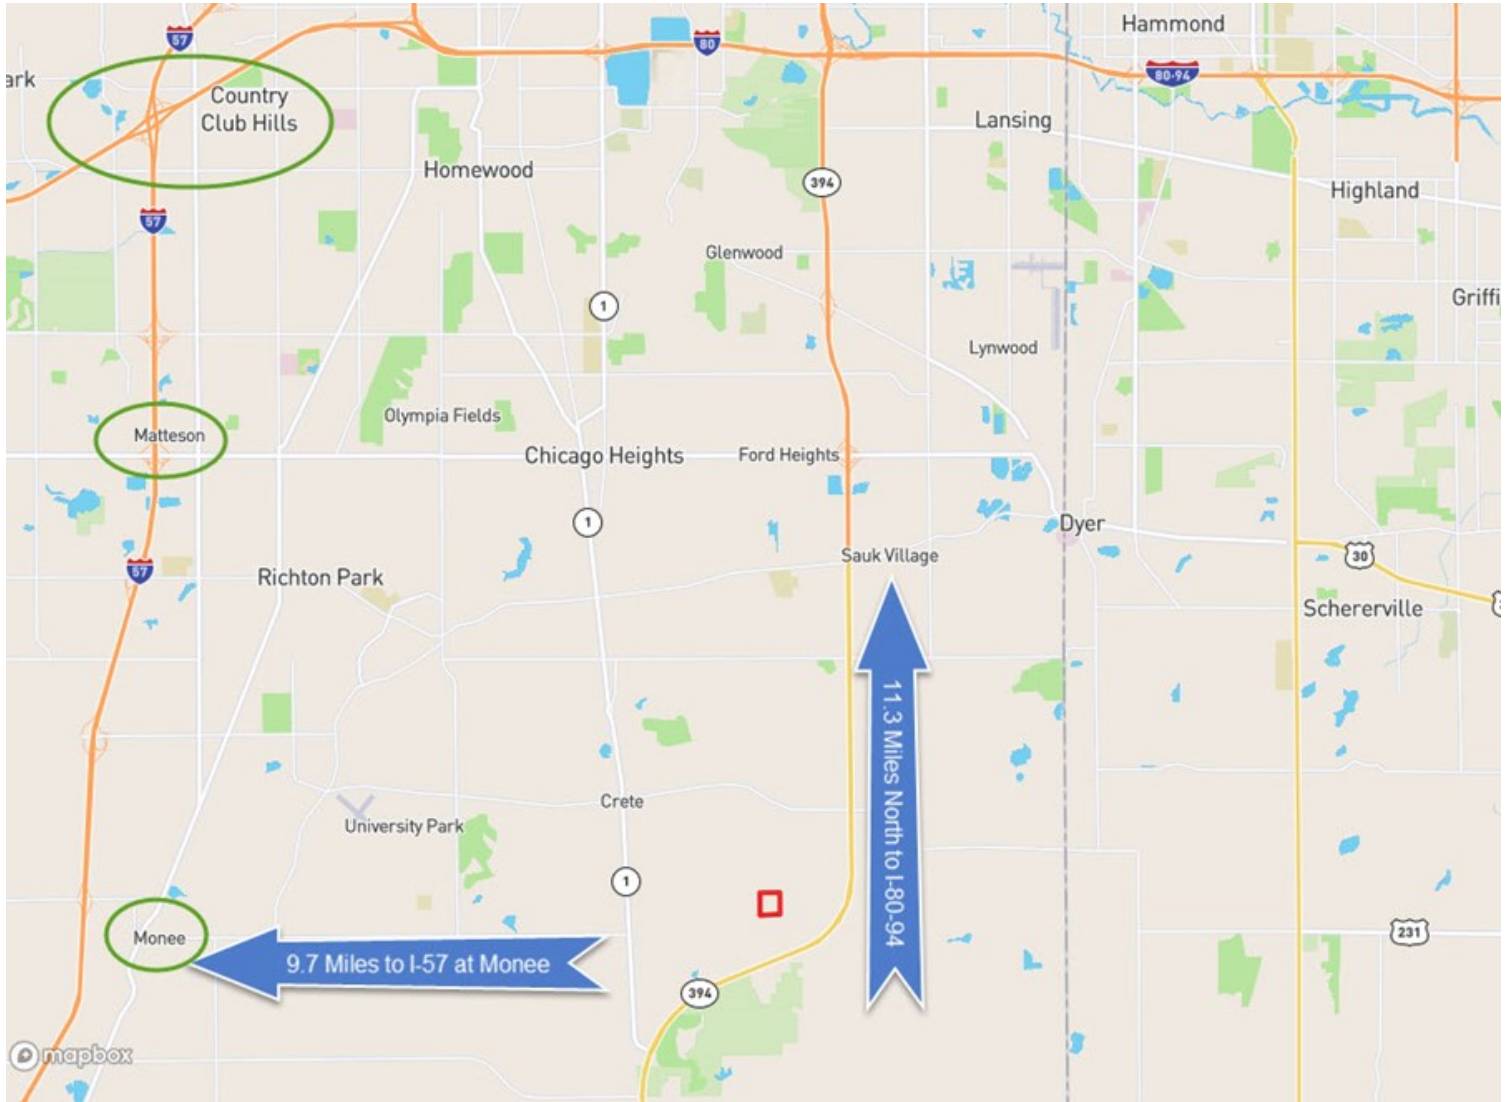 57
80
Hammond
ark
80-94
Country
Club Hills
Lansing
Homewood
394
Highland
57
Glenwood
Griffi
1
Lynwood
Olympia Fields
Matteson
Chicago Heights
Ford Heights
1
Dyer
Sauk Village
30
57
Richton Park
Schererville
3
11.3 Miles North to I-80-94
Crete
University Park
1
Monee
231
9.7 Miles to I-57 at Monee
394
mapbox